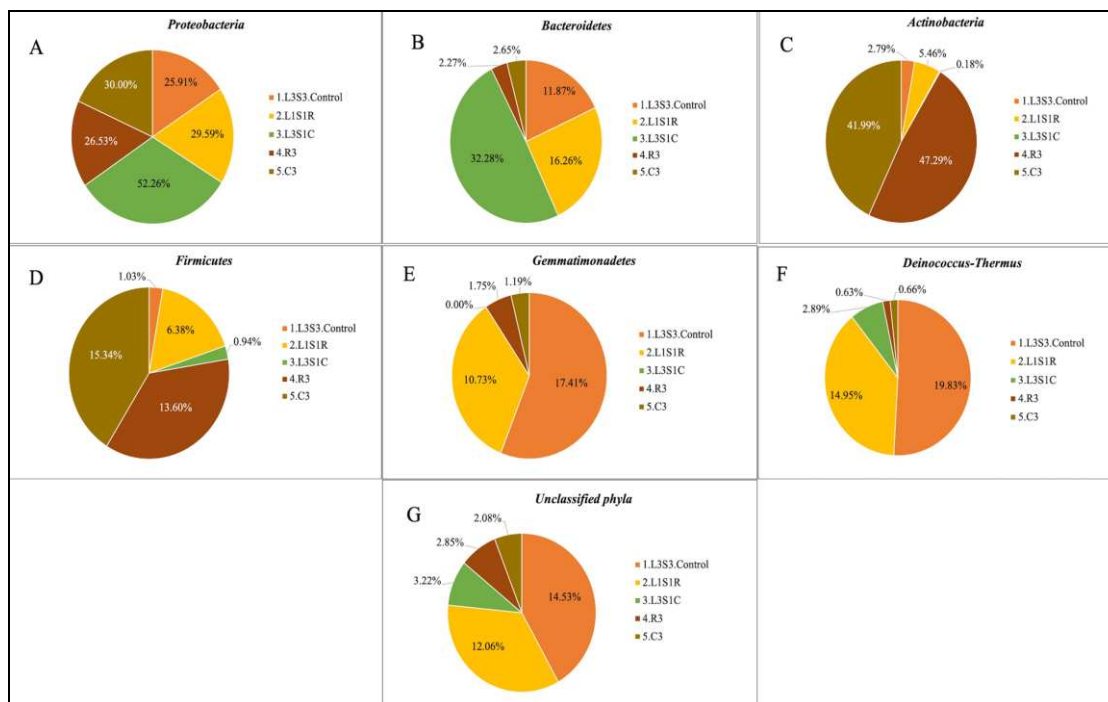 Proteobacteria
A
25.91%
29.59%
52.26%
26.53%
30.00%
1.L3S3.Control
2.L1S1R
3.L3S1C
4.R3
5.C3
Bacteroidetes
B
2.65%
2.27%
11.87%
16.26%
32.28%
1.L3S3.Control
2.L1S1R
3.L3S1C
4.R3
5.C3
Actinobacteria
C
2.79%
5.46%
0.18%
41.99%
47.29%
1.L3S3.Control
2.L1S1R
3.L3S1C
4.R3
5.C3
Firmicutes
D
1.03%
6.38%
0.94%
15.34%
13.60%
1.L3S3.Control
2.L1S1R
3.L3S1C
4.R3
5.C3
Gemmatimonadetes
E
1.75%
1.19%
0.00%
10.73%
17.41%
1.L3S3.Control
2.L1S1R
3.L3S1C
4.R3
5.C3
Deinococcus-Thermus
F
0.63%
0.66%
2.89%
14.95%
19.83%
1.L3S3.Control
2.L1S1R
3.L3S1C
4.R3
5.C3
Unclassified phyla
G
2.08%
2.85%
3.22%
14.53%
12.06%
1.L3S3.Control
2.L1S1R
3.L3S1C
4.R3
5.C3